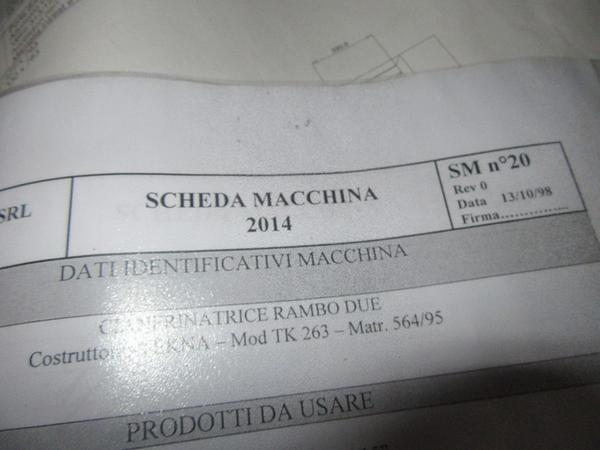 SRL
SCHEDA MACCHINA
2014
SM n°20
Rev 0
Data 13/10/98
Firma...............
DATI IDENTIFICATIVI MACCHINA
RAMBO DUE
Mod TK 263 – Matr. 564/95
PRODOTTI DA USARE